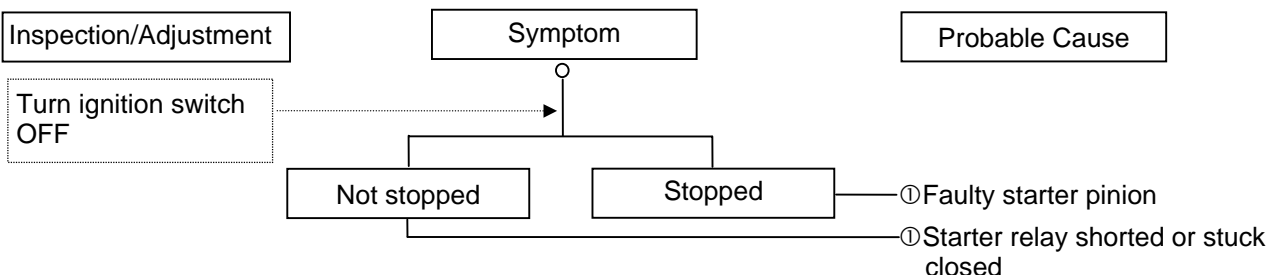 Inspection/Adjustment
Symptom
Probable Cause
Turn ignition switch
OFF
Not stopped
Stopped
①Faulty starter pinion
①Starter relay shorted or stuck
closed